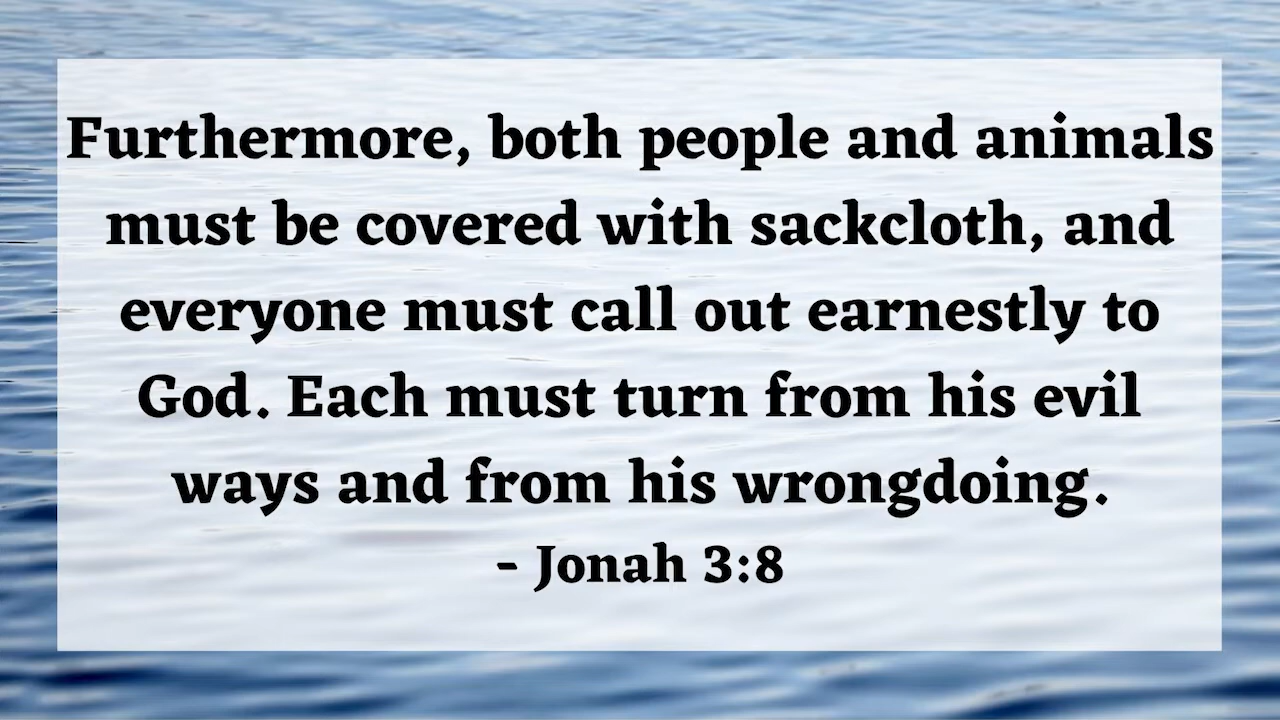 Furthermore, both people and animals
must be covered with sackcloth, and
everyone must call out earnestly to
God. Each must turn from his evil
ways and from his wrongdoing.
- Jonah 3:8